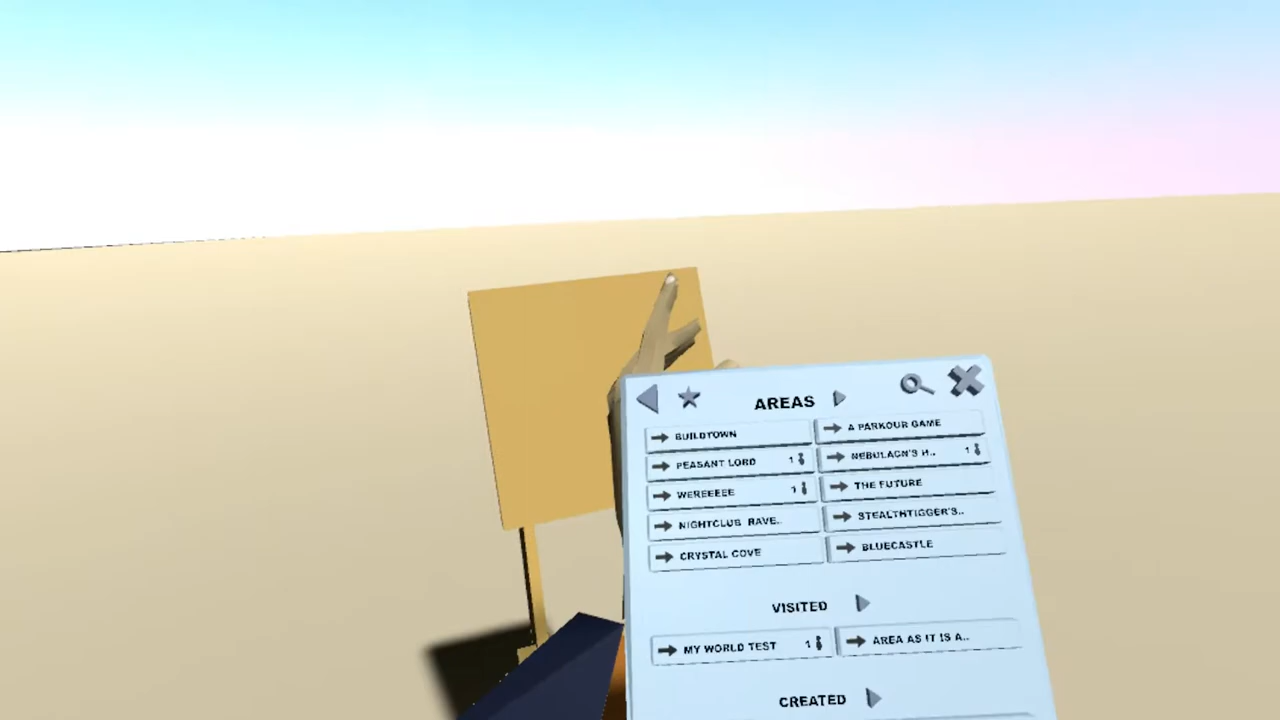 AREAS
BUILDTOWN
A PARKOUR GAME
PEASANT LORD 1
NEBULAGN'S H.. 1
WEREEEEE 1
THE FUTURE
NIGHTCLUB RAVE..
STEALTHTIGGER'S..
CRYSTAL COVE
BLUECASTLE
VISITED
MY WORLD TEST 1
AREA AS IT IS A..
CREATED